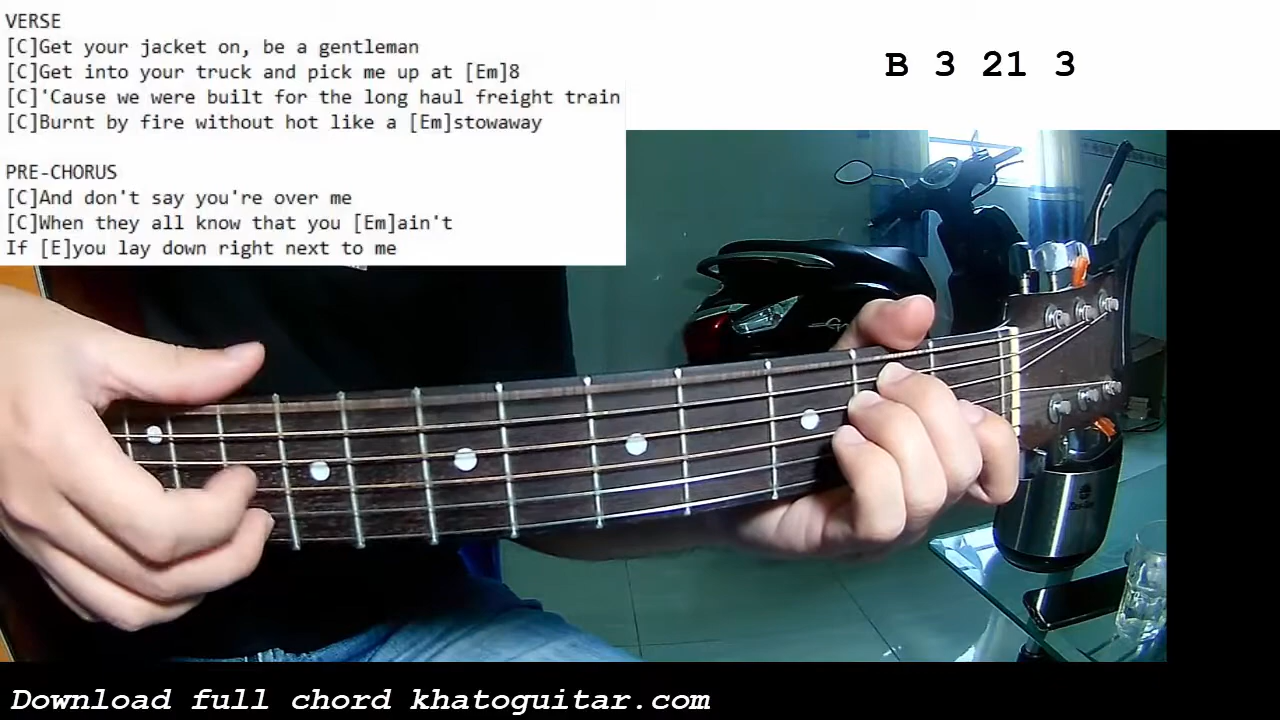 VERSE
[C]Get your jacket on, be a gentleman
[C]Get into your truck and pick me up at [Em]8
[C]'Cause we were built for the long haul freight train
[C]Burnt by fire without hot like a [Em]stowaway
PRE-CHORUS
[C]And don't say you're over me
[C]When they all know that you [Em]ain't
If [E]you lay down right next to me
B 3 21 3
Download full chord khatoguitar.com